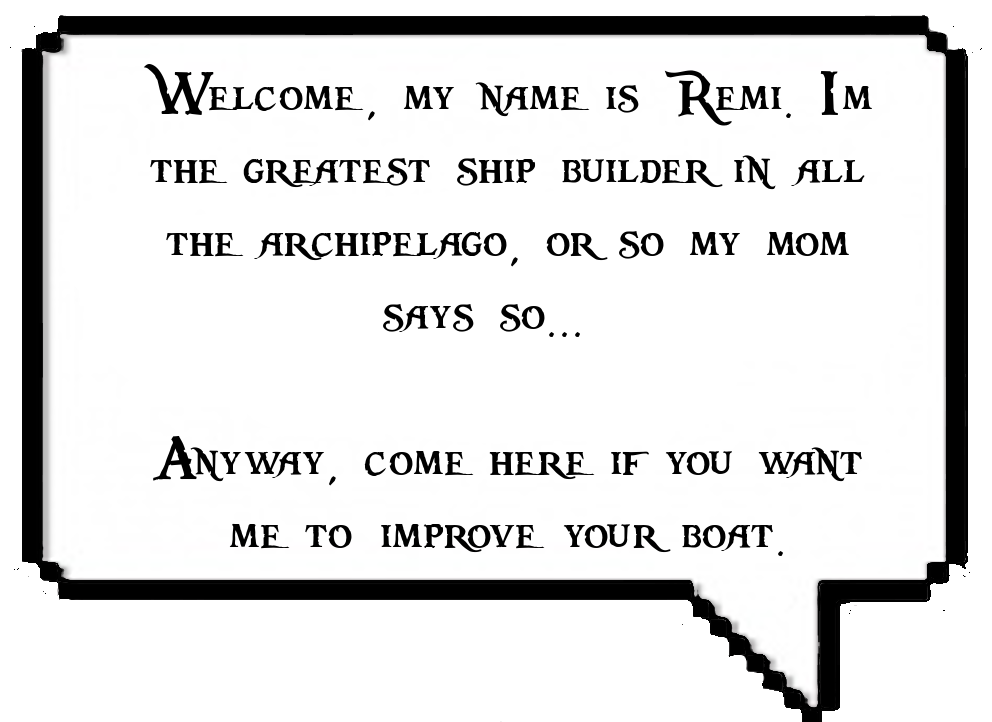 Welcome, my name is Remi. Im
the greatest ship builder in all
the archipelago, or so my mom
says so...
Anyway, come here if you want
me to improve your boat.